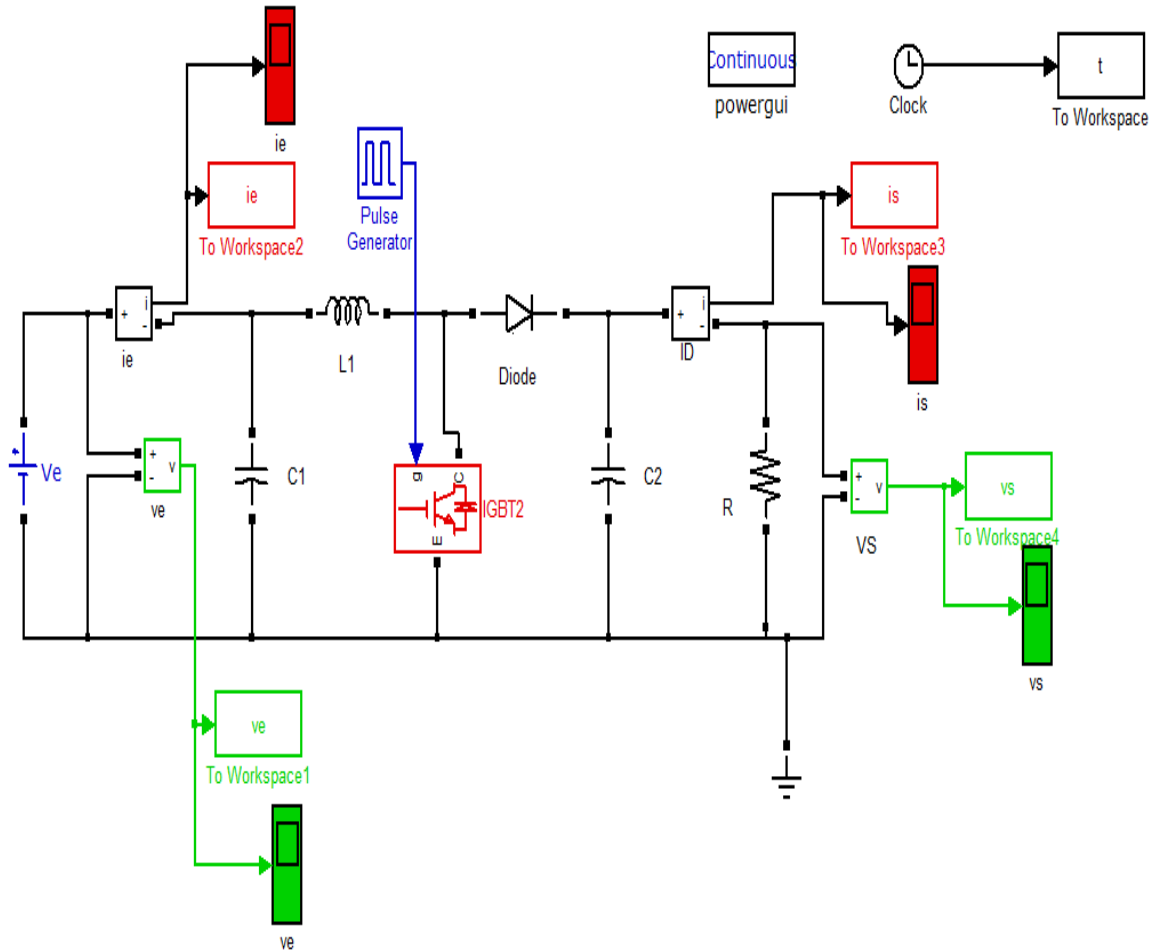 Continuous
powergui
Clock
t
To Workspace
ie
ie
To Workspace2
Pulse
Generator
is
To Workspace3
is
+
i
-
ie
L1
Diode
+
i
-
ID
Ve
+
v
-
ve
C1
g
C
E
IGBT2
C2
R
+
v
-
VS
vs
To Workspace4
vs
ve
To Workspace1
ve